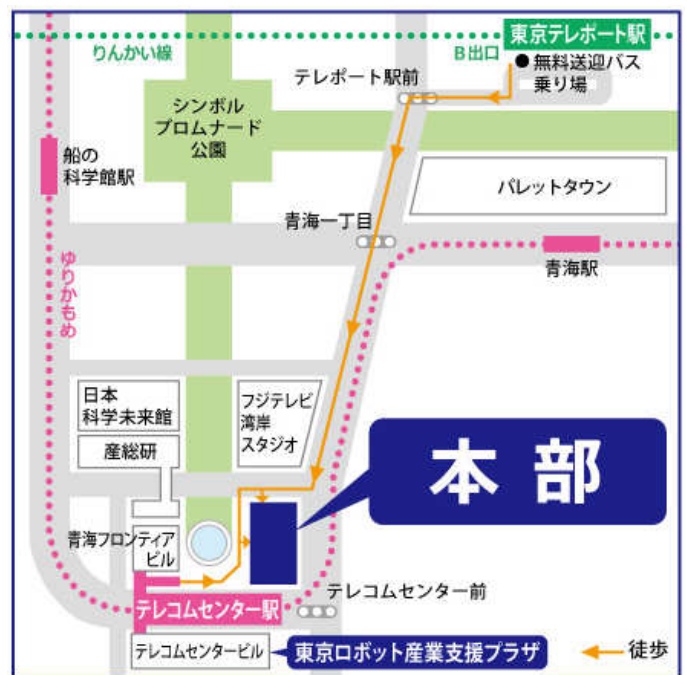 東京テレポート駅
りんかい線
B出口
無料送迎バス
乗り場
テレポート駅前
シンボル
プロムナード
公園
船の
科学館駅
パレットタウン
青海一丁目
青海駅
ゆりかもめ
日本
科学未来館
フジテレビ
湾岸
スタジオ
産総研
本部
青海フロンティア
ビル
テレコムセンター前
テレコムセンター駅
テレコムセンタービル
東京ロボット産業支援プラザ
徒歩